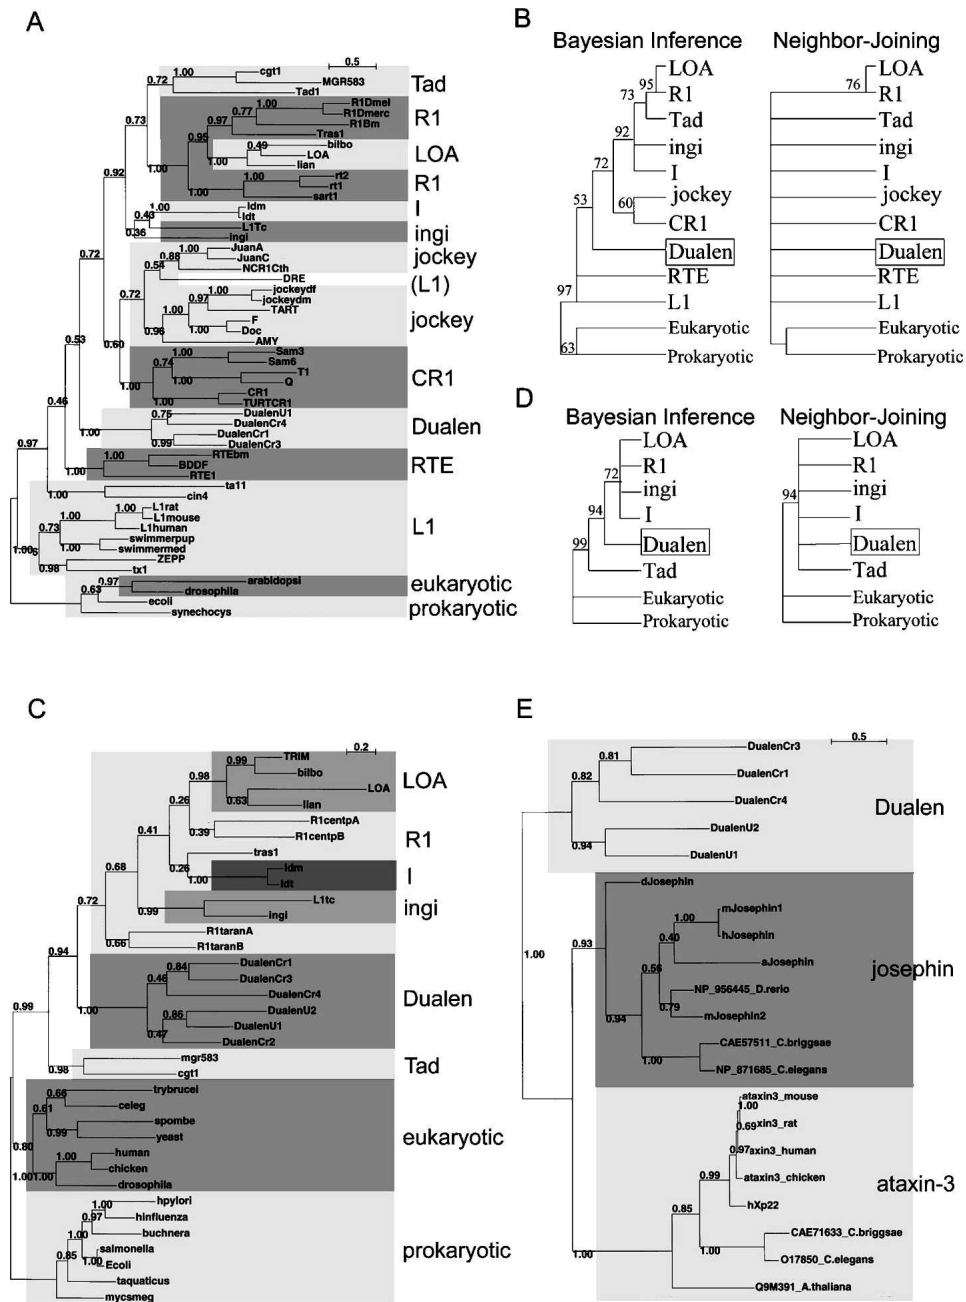 A
0.5
1.00
cgt1
0.72
MGR583
Tad1
Tad
0.73
1.00
R1Dmel
0.77
R1Dmerc
0.97
R1Bm
Tras1
R1
0.95
0.49
bilbo
LOA
1.00
lian
LOA
1.00
1.00
rt2
rt1
1.00
sart1
R1
0.92
1.00
Idm
Idt
I
0.43
L1Tc
0.36
ingi
ingi
0.72
1.00
JuanA
0.88
JuanC
NCR1Cth
jockey
0.54
DRE
(L1)
0.72
1.00
jockeydf
0.97
jockeydm
TART
F
1.00
Doc
0.96
AMY
jockey
0.53
0.60
1.00
Sam3
0.74
Sam6
T1
1.00
Q
CR1
1.00
1.00
TURTCR1
CR1
0.46
0.75
DualenU1
DualenCr4
1.00
DualenCr1
0.99
DualenCr3
Dualen
0.97
RTEbm
BDDF
1.00
RTE1
RTE
ta11
1.00
cin4
1.00
L1rat
L1mouse
0.73
L1human
swimmerpup
1.00
swimmermed
1.00
ZEPP
tx1
L1
0.97
arabidopsi
0.63
drosophila
eukaryotic
ecoli
synechocys
prokaryotic
B
Bayesian Inference
Neighbor-Joining
95
LOA
76
LOA
73
R1
R1
Tad
Tad
92
ingi
ingi
72
I
I
60
jockey
jockey
53
CR1
CR1
Dualen
Dualen
RTE
RTE
97
L1
L1
Eukaryotic
Eukaryotic
63
Prokaryotic
Prokaryotic
D
Bayesian Inference
Neighbor-Joining
LOA
LOA
72
R1
R1
ingi
94
ingi
94
I
I
99
Dualen
Dualen
Tad
Tad
Eukaryotic
Eukaryotic
Prokaryotic
Prokaryotic
C
0.2
0.99
TRIM
0.98
bilbo
LOA
0.63
lian
LOA
0.26
R1centpA
0.39
R1centpB
R1
0.41
tras1
0.26
Idm
1.00
Idt
I
0.68
L1tc
0.99
ingi
ingi
0.72
R1taranA
0.66
R1taranB
0.94
0.84
DualenCr1
0.46
DualenCr3
DualenCr4
1.00
0.86
DualenU2
DualenU1
0.47
DualenCr2
Dualen
0.99
mgr583
0.98
cgt1
Tad
0.66
trybrucei
0.61
celeg
spombe
0.99
yeast
0.80
1.00
human
chicken
1.00
1.00
drosophila
eukaryotic
1.00
hpylori
0.97
hinfluenza
1.00
buchnera
salmonella
1.00
Ecoli
0.85
taquaticus
mycsmeg
prokaryotic
E
0.5
0.81
DualenCr3
0.82
DualenCr1
DualenCr4
DualenU2
0.94
DualenU1
Dualen
1.00
dJosephin
0.93
1.00
mJosephin1
0.40
hJosephin
aJosephin
0.56
NP_956445_D.rerio
0.79
mJosephin2
0.94
CAE57511_C.briggsae
1.00
NP_871685_C.elegans
josephin
ataxin3_mouse
1.00
0.69
xin3_rat
0.97
axin3_human
0.99
ataxin3_chicken
hXp22
0.85
CAE71633_C.briggsae
1.00
O17850_C.elegans
1.00
Q9M391_A.thaliana
ataxin-3